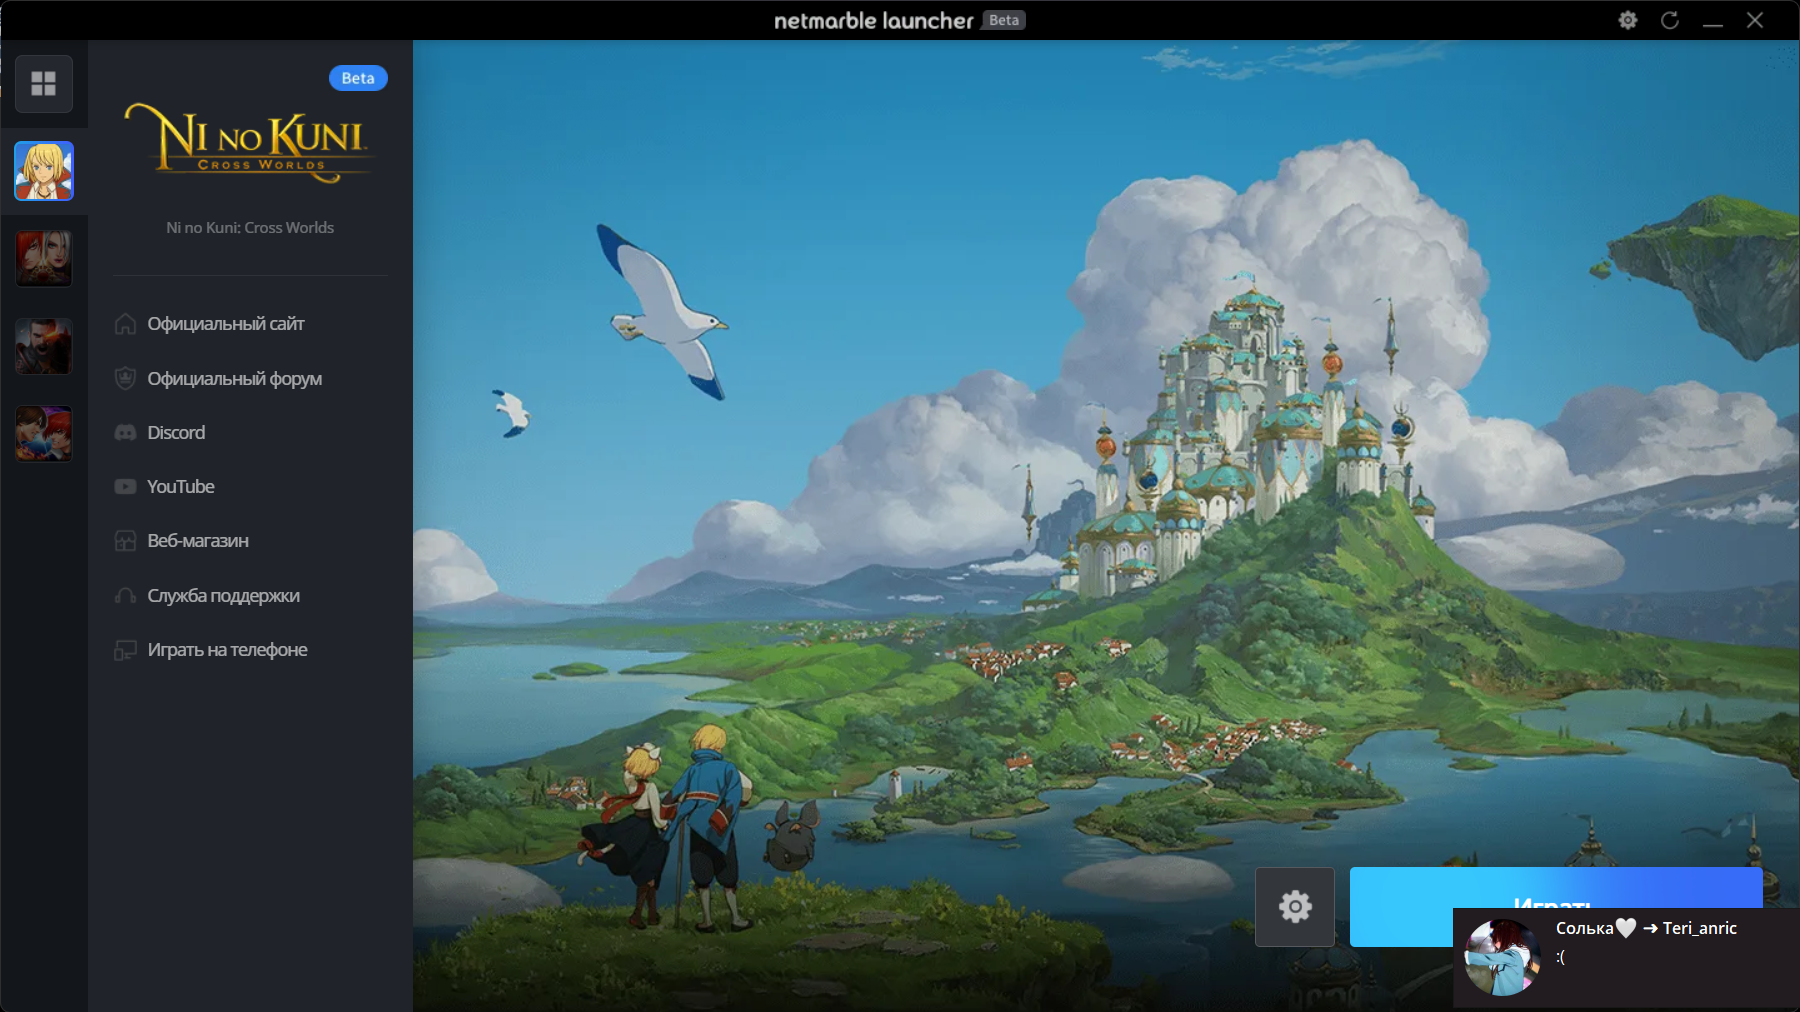 netmarble launcher Beta
Beta
NI NO KUNI
CROSS WORLDS
Ni no Kuni: Cross Worlds
Официальный сайт
Официальный форум
Discord
YouTube
Веб-магазин
Служба поддержки
Играть на телефоне
Играть
Солька🤍 ➔ Teri_anric
:(